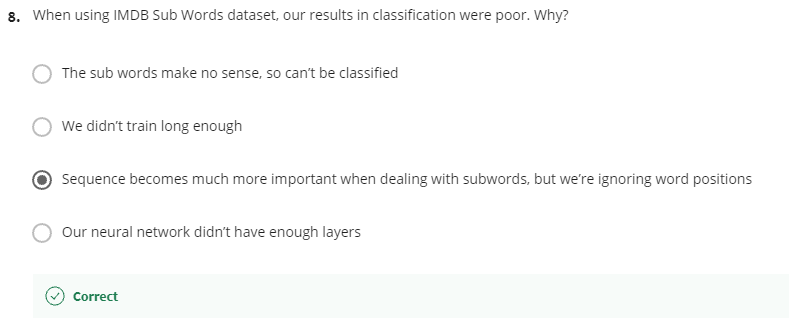 8. When using IMDB Sub Words dataset, our results in classification were poor. Why?
The sub words make no sense, so can’t be classified
We didn’t train long enough
Sequence becomes much more important when dealing with subwords, but we’re ignoring word positions
Our neural network didn’t have enough layers
Correct